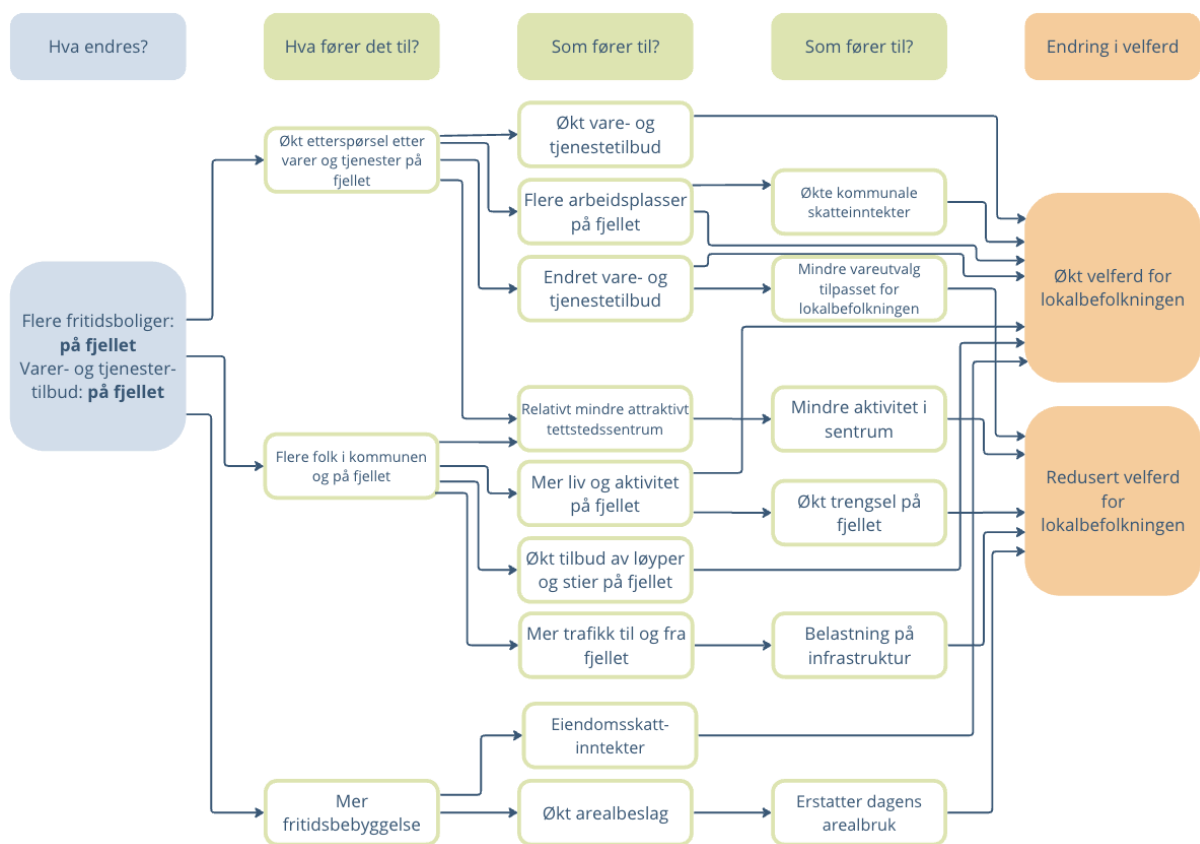 Hva endres?
Hva fører det til?
Som fører til?
Som fører til?
Endring i velferd
Flere fritidsboliger:
på fjellet
Varer- og tjenester-
tilbud: på fjellet
Økt etterspørsel etter
varer og tjenester på
fjellet
Flere folk i kommunen
og på fjellet
Mer
fritidsbebyggelse
Økt vare- og
tjenestetilbud
Flere arbeidsplasser
på fjellet
Endret vare- og
tjenestetilbud
Relativt mindre attraktivt
tettstedssentrum
Mer liv og aktivitet
på fjellet
Økt tilbud av løyper
og stier på fjellet
Mer trafikk til og fra
fjellet
Eiendomsskatt-
inntekter
Økt arealbeslag
Økte kommunale
skatteinntekter
Mindre vareutvalg
tilpasset for
lokalbefolkningen
Mindre aktivitet i
sentrum
Økt trengsel på
fjellet
Belastning på
infrastruktur
Erstatter dagens
arealbruk
Økt velferd for
lokalbefolkningen
Redusert velferd
for
lokalbefolkningen